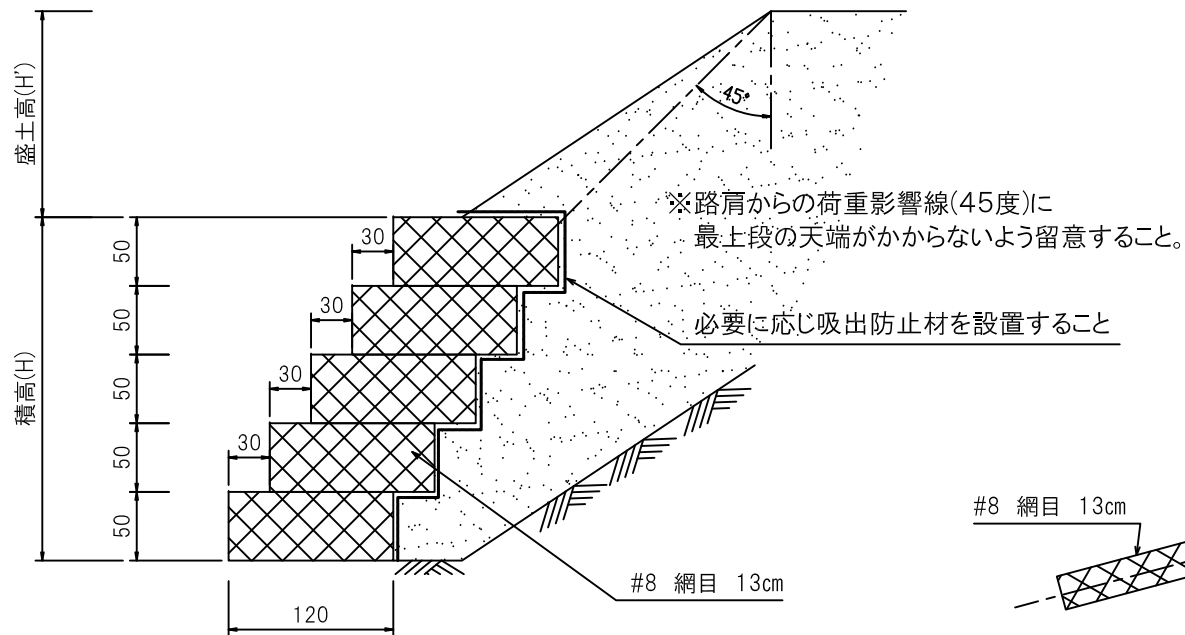 盛土高(H')
45°
※路肩からの荷重影響線(45度)に
最上段の天端がかからないよう留意すること。
30
50
必要に応じ吸出防止材を設置すること
30
50
積高(H)
30
50
30
50
#8 網目 13cm
50
#8 網目 13cm
120